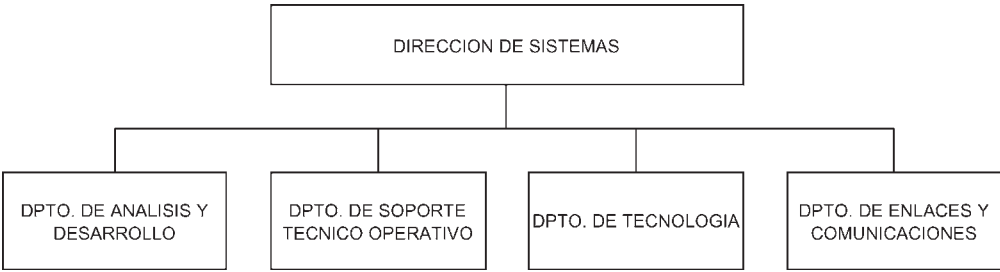 DIRECCION DE SISTEMAS
DPTO. DE ANALISIS Y
DESARROLLO
DPTO. DE SOPORTE
TECNICO OPERATIVO
DPTO. DE TECNOLOGIA
DPTO. DE ENLACES Y
COMUNICACIONES